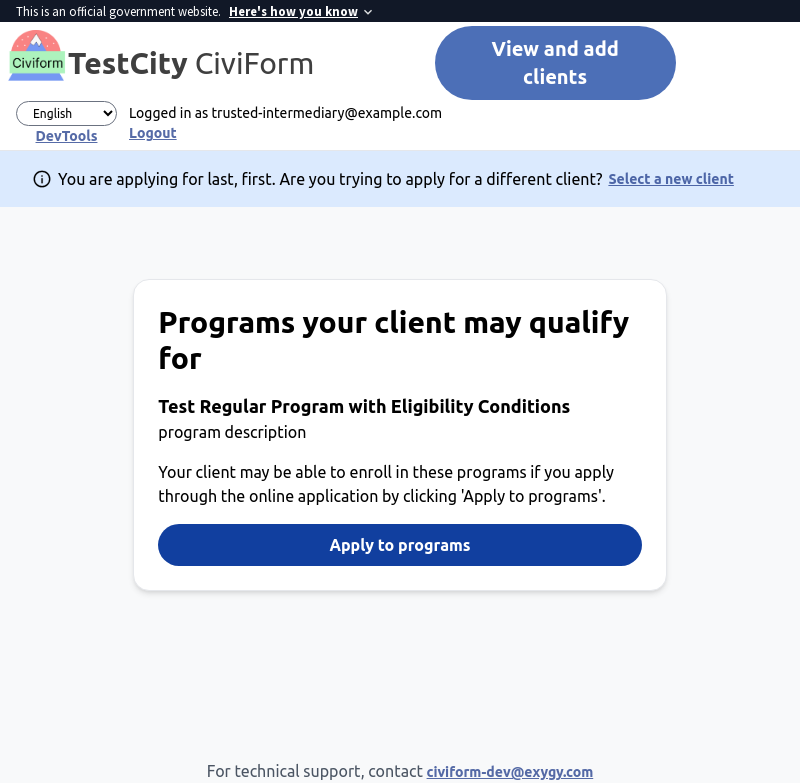 This is an official government website. Here's how you know
Civiform
TestCity CiviForm
View and add
clients
English
Logged in as trusted-intermediary@example.com
DevTools
Logout
You are applying for last, first. Are you trying to apply for a different client? Select a new client
Programs your client may qualify
for
Test Regular Program with Eligibility Conditions
program description
Your client may be able to enroll in these programs if you apply
through the online application by clicking 'Apply to programs'.
Apply to programs
For technical support, contact civiform-dev@exygy.com